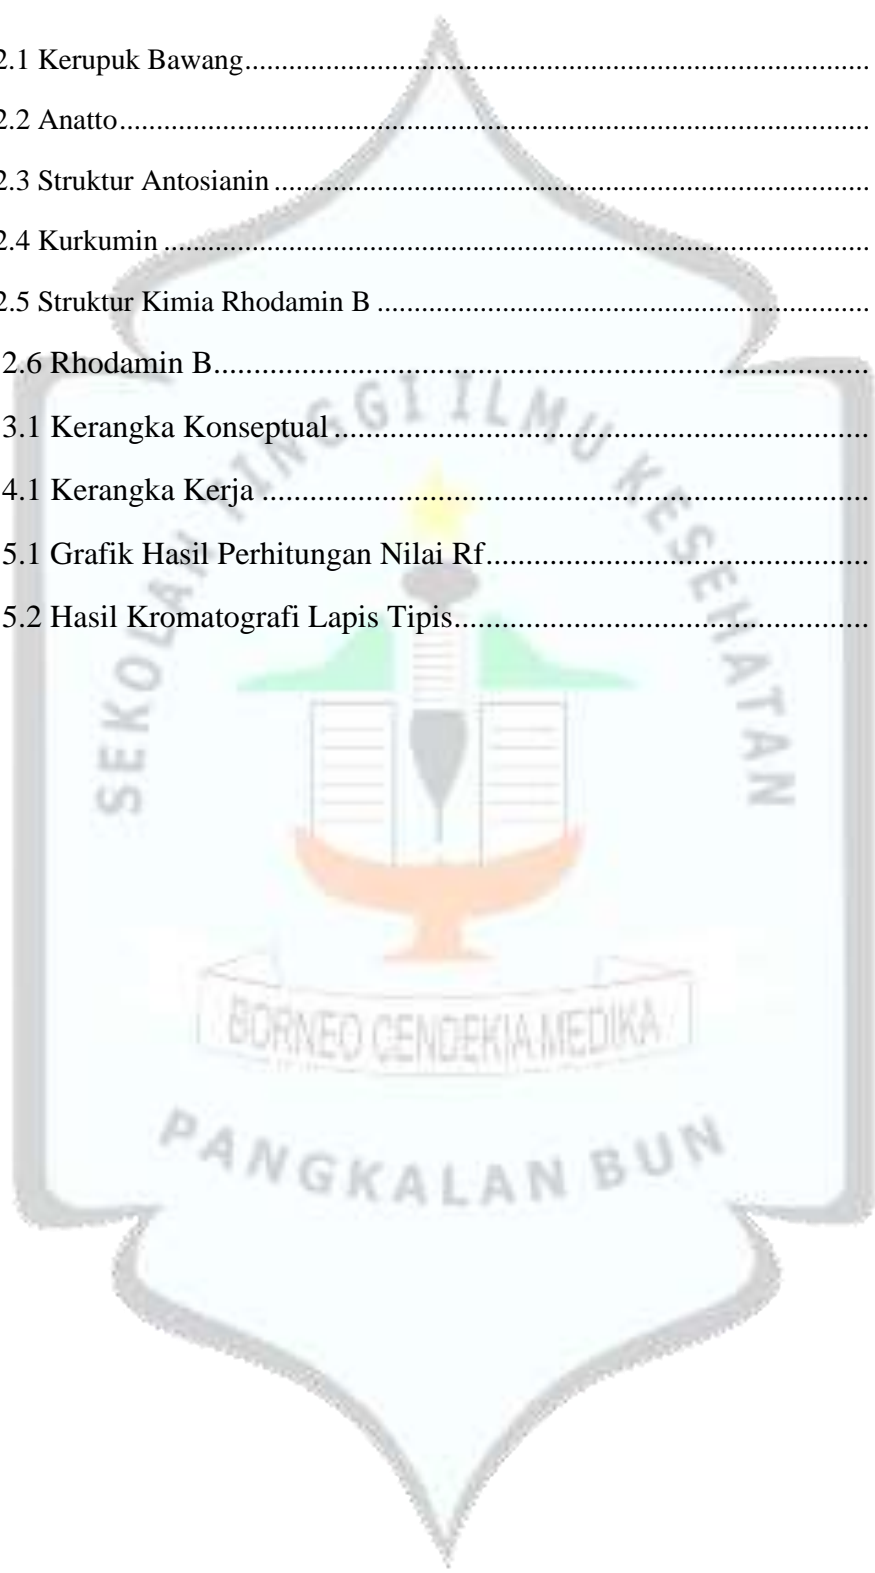 2.1 Kerupuk Bawang....................................................................................
2.2 Anatto....................................................................................................
2.3 Struktur Antosianin................................................................................
2.4 Kurkumin..............................................................................................
2.5 Struktur Kimia Rhodamin B..................................................................
2.6 Rhodamin B..................................................................................
3.1 Kerangka Konseptual...................................................................
4.1 Kerangka Kerja............................................................................
5.1 Grafik Hasil Perhitungan Nilai Rf................................................
5.2 Hasil Kromatografi Lapis Tipis....................................................
SEKOLAH TINGGI ILMU KESEHATAN
BORNEO CENDEKIA MEDIKA
PANGKALAN BUN